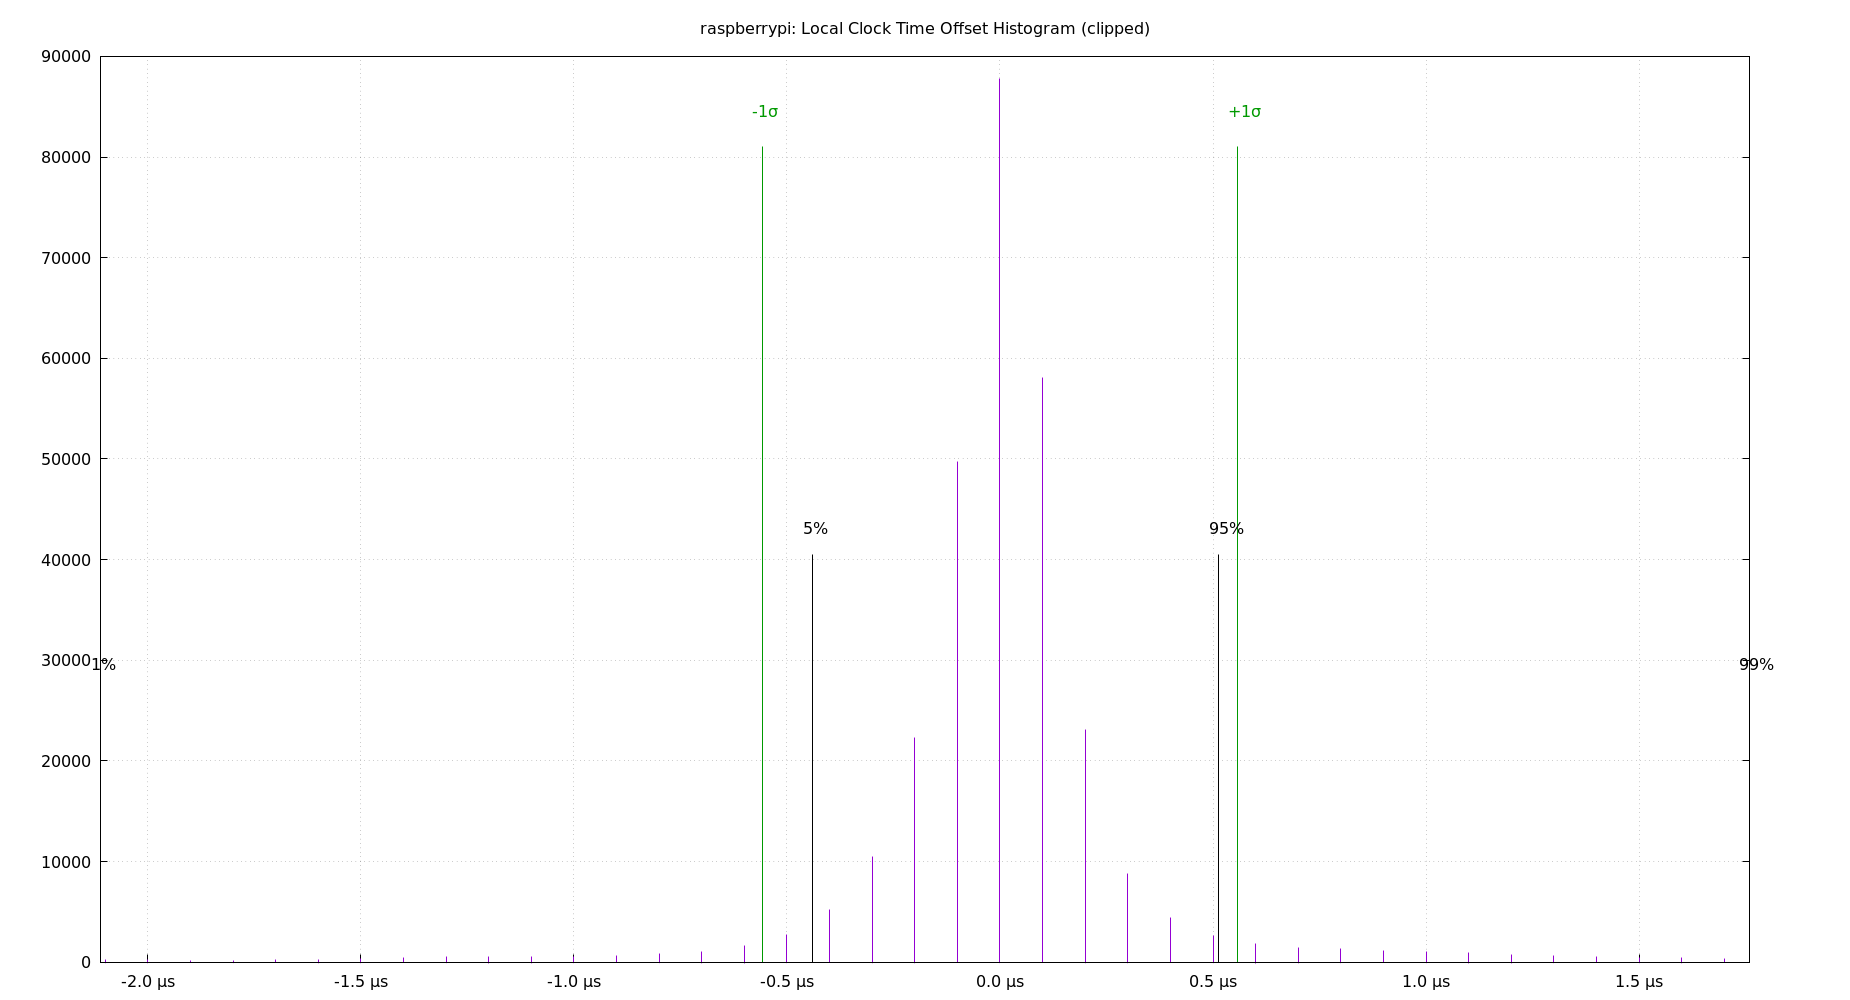 raspberrypi: Local Clock Time Offset Histogram (clipped)
90000
-1σ
+1σ
80000
70000
60000
50000
5%
95%
40000
30000
1%
99%
20000
10000
0
-2.0 µs
-1.5 µs
-1.0 µs
-0.5 µs
0.0 µs
0.5 µs
1.0 µs
1.5 µs